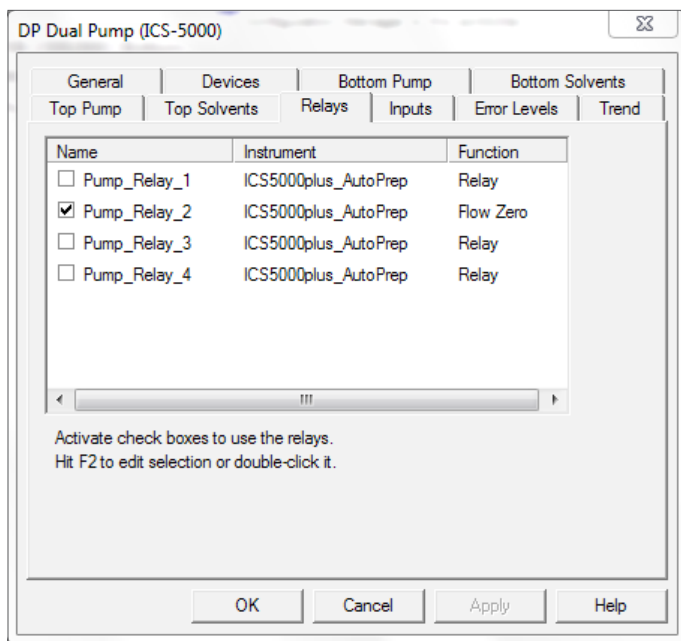 DP Dual Pump (ICS-5000)
General Devices Bottom Pump Bottom Solvents
Top Pump Top Solvents Relays Inputs Error Levels Trend
Name Instrument Function
Pump_Relay_1 ICS5000plus_AutoPrep Relay
Pump_Relay_2 ICS5000plus_AutoPrep Flow Zero
Pump_Relay_3 ICS5000plus_AutoPrep Relay
Pump_Relay_4 ICS5000plus_AutoPrep Relay
Activate check boxes to use the relays.
Hit F2 to edit selection or double-click it.
OK Cancel Apply Help